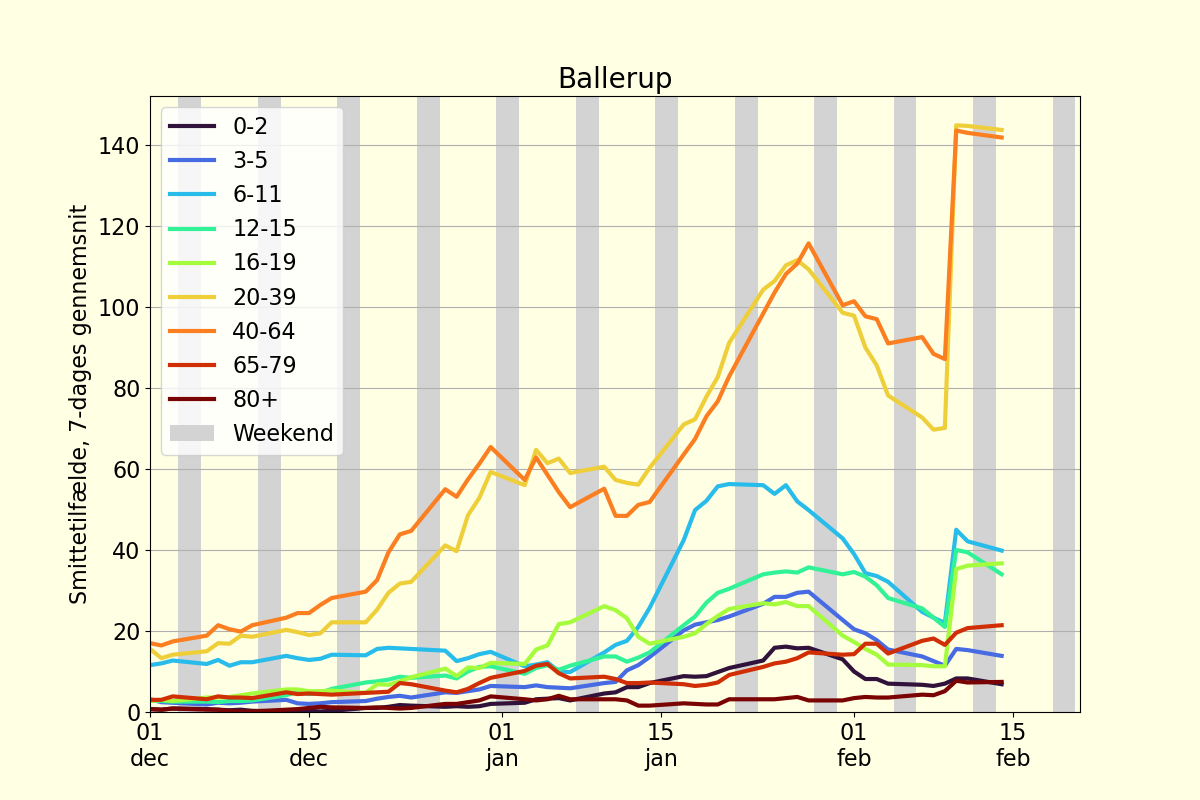 Ballerup
Smittetilfælde, 7-dages gennemsnit
140
120
100
80
60
40
20
0
0-2
3-5
6-11
12-15
16-19
20-39
40-64
65-79
80+
Weekend
01 dec
15 dec
01 jan
15 jan
01 feb
15 feb